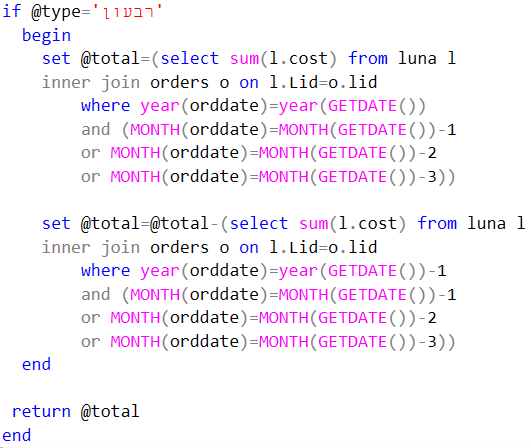 if @type='רבעון'
begin
set @total=(select sum(l.cost) from luna l
inner join orders o on l.Lid=o.lid
where year(orddate)=year(GETDATE())
and (MONTH(orddate)=MONTH(GETDATE())-1
or MONTH(orddate)=MONTH(GETDATE())-2
or MONTH(orddate)=MONTH(GETDATE())-3))
set @total=@total-(select sum(l.cost) from luna l
inner join orders o on l.Lid=o.lid
where year(orddate)=year(GETDATE())-1
and (MONTH(orddate)=MONTH(GETDATE())-1
or MONTH(orddate)=MONTH(GETDATE())-2
or MONTH(orddate)=MONTH(GETDATE())-3))
end
return @total
end